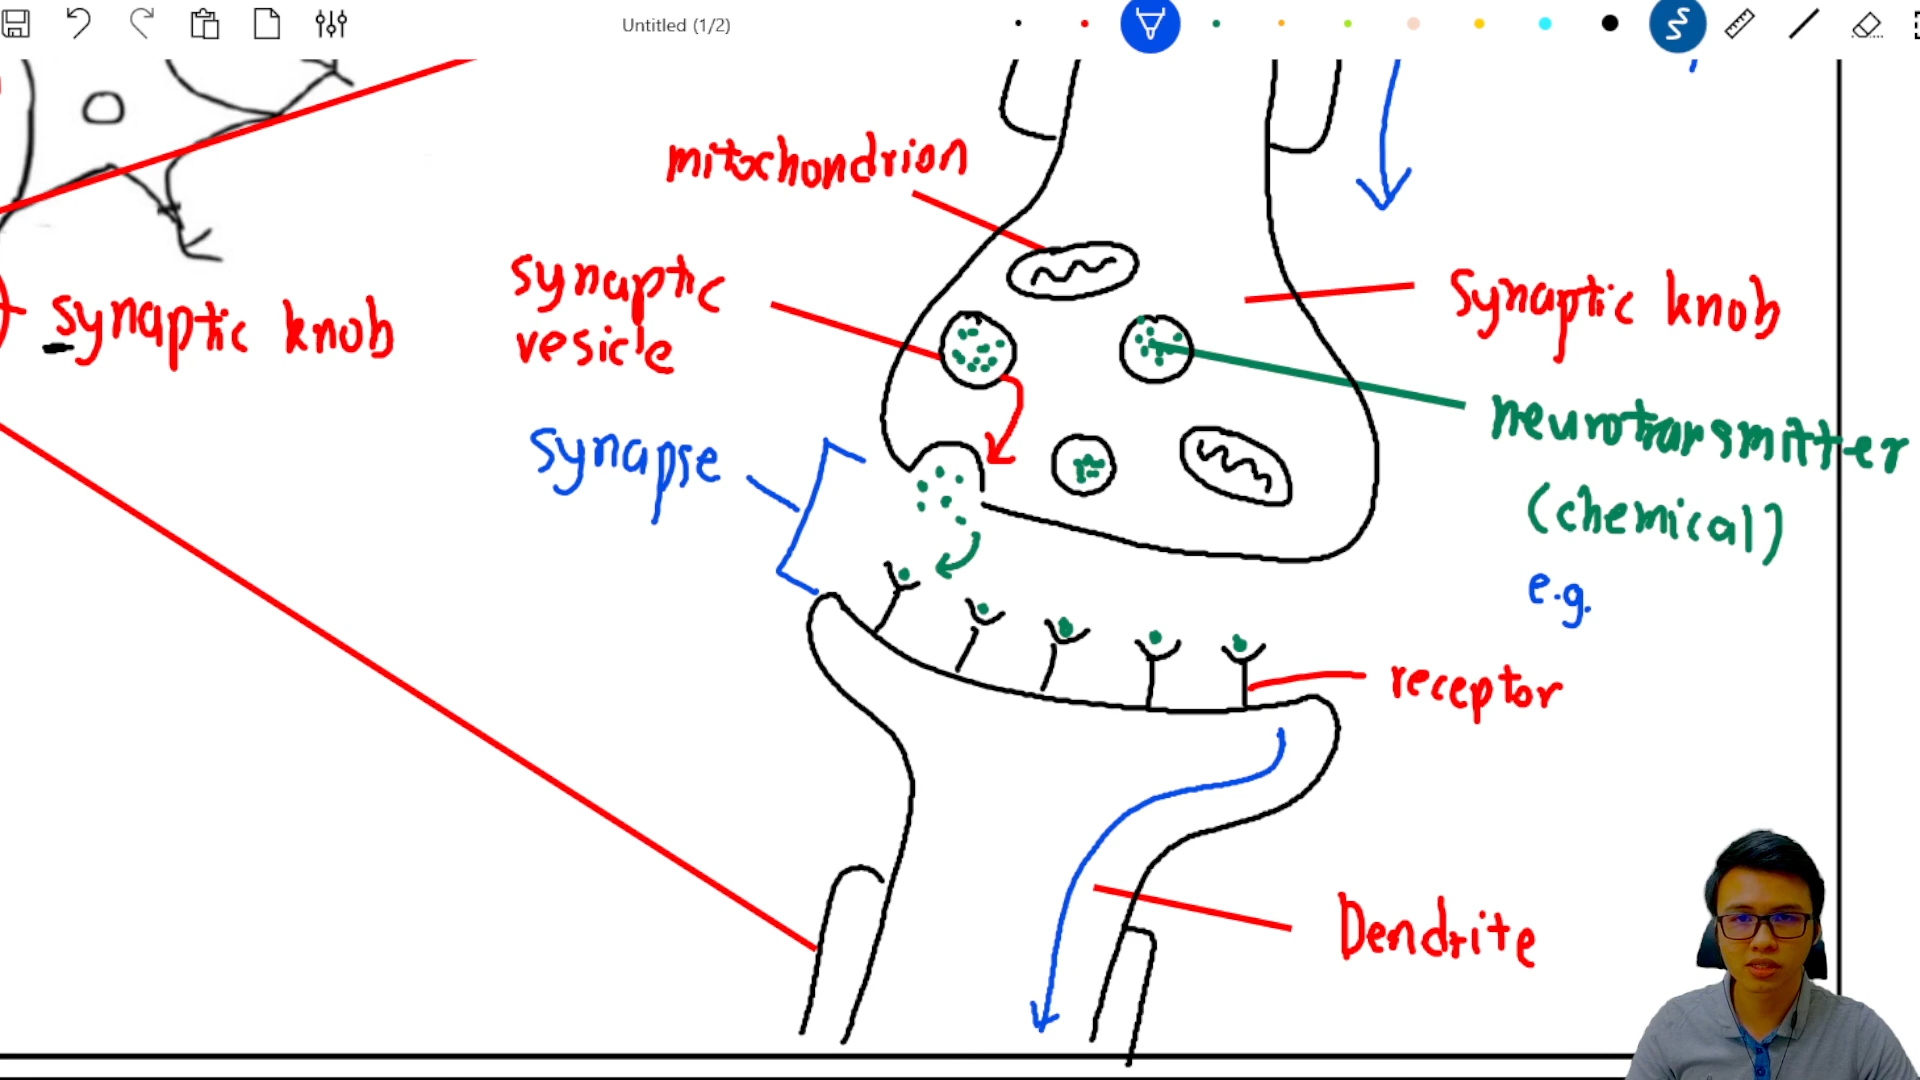 Untitled (1/2)
mitochondrion
synaptic
vesicle
synaptic knob
synaptic knob
synapse
neurotransmitter
(chemical)
e.g.
receptor
Dendrite